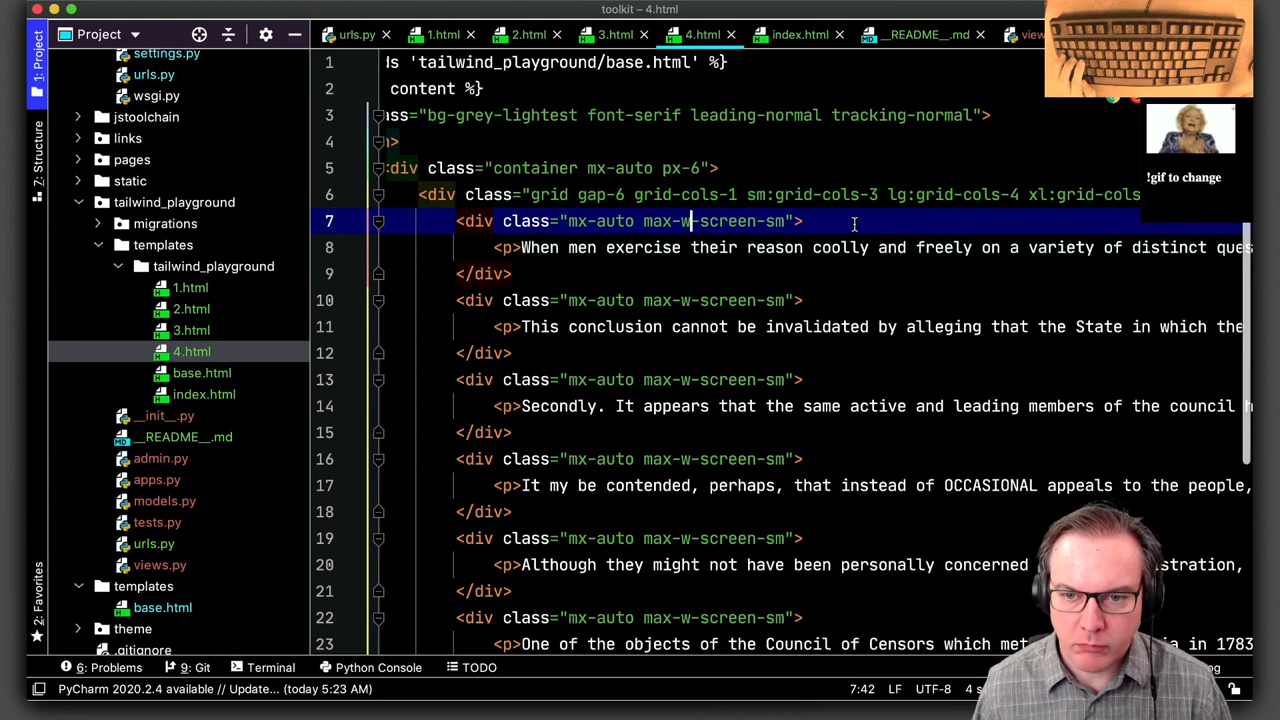 toolkit – 4.html
Project
urls.py
1.html
2.html
3.html
4.html
index.html
__README__.md
1: Project
7: Structure
2: Favorites
settings.py
urls.py
wsgi.py
jstoolchain
links
pages
static
tailwind_playground
migrations
templates
tailwind_playground
1.html
2.html
3.html
4.html
base.html
index.html
__init__.py
__README__.md
admin.py
apps.py
models.py
tests.py
urls.py
views.py
templates
base.html
theme
.gitignore
1 ds 'tailwind_playground/base.html' %}
2 content %}
3 ass="bg-grey-lightest font-serif leading-normal tracking-normal">
4 >
5 div class="container mx-auto px-6">
6 <div class="grid gap-6 grid-cols-1 sm:grid-cols-3 lg:grid-cols-4 xl:grid-cols
7 <div class="mx-auto max-w-screen-sm">
8 <p>When men exercise their reason coolly and freely on a variety of distinct ques
9 </div>
10 <div class="mx-auto max-w-screen-sm">
11 <p>This conclusion cannot be invalidated by alleging that the State in which the
12 </div>
13 <div class="mx-auto max-w-screen-sm">
14 <p>Secondly. It appears that the same active and leading members of the council h
15 </div>
16 <div class="mx-auto max-w-screen-sm">
17 <p>It my be contended, perhaps, that instead of OCCASIONAL appeals to the people,
18 </div>
19 <div class="mx-auto max-w-screen-sm">
20 <p>Although they might not have been personally concerned istration,
21 </div>
22 <div class="mx-auto max-w-screen-sm">
23 <p>One of the objects of the Council of Censors which met ia in 1783
!gif to change
6: Problems
9: Git
Terminal
Python Console
TODO
PyCharm 2020.2.4 available // Update... (today 5:23 AM)
7:42 LF UTF-8 4 s